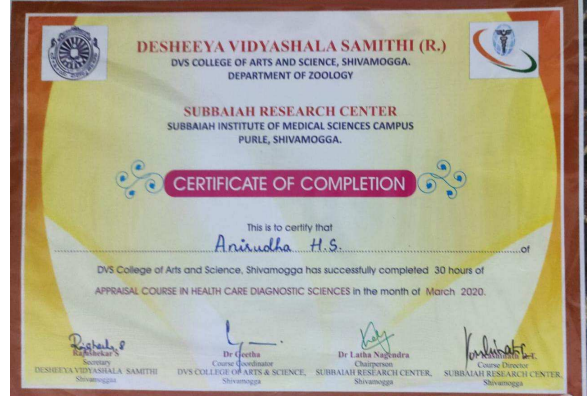 DESHEEYA VIDYASHALA SAMITHI (R.)
DVS COLLEGE OF ARTS AND SCIENCE, SHIVAMOGGA.
DEPARTMENT OF ZOOLOGY
SUBBAIAH RESEARCH CENTER
SUBBAIAH INSTITUTE OF MEDICAL SCIENCES CAMPUS
PURLE, SHIVAMOGGA.
CERTIFICATE OF COMPLETION
This is to certify that
Anirudha H.S. of
DVS College of Arts and Science, Shivamogga has successfully completed 30 hours of
APPRAISAL COURSE IN HEALTH CARE DIAGNOSTIC SCIENCES in the month of March 2020.
Rajashekar S
Secretary
DESHEEYA VIDYASHALA SAMITHI
Shivamogga
Dr Geetha
Course Coordinator
DVS COLLEGE OF ARTS & SCIENCE,
Shivamogga
Dr Latha Nagendra
Chairperson
SUBBAIAH RESEARCH CENTER,
Shivamogga
Course Director
SUBBAIAH RESEARCH CENTER,
Shivamogga